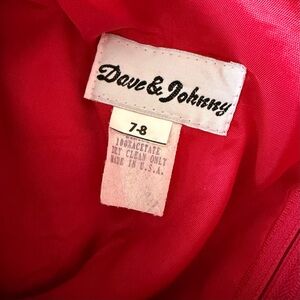 Dave & Johnny
7-8
100%ACETATE
DRY CLEAN ONLY
MADE IN U.S.A.